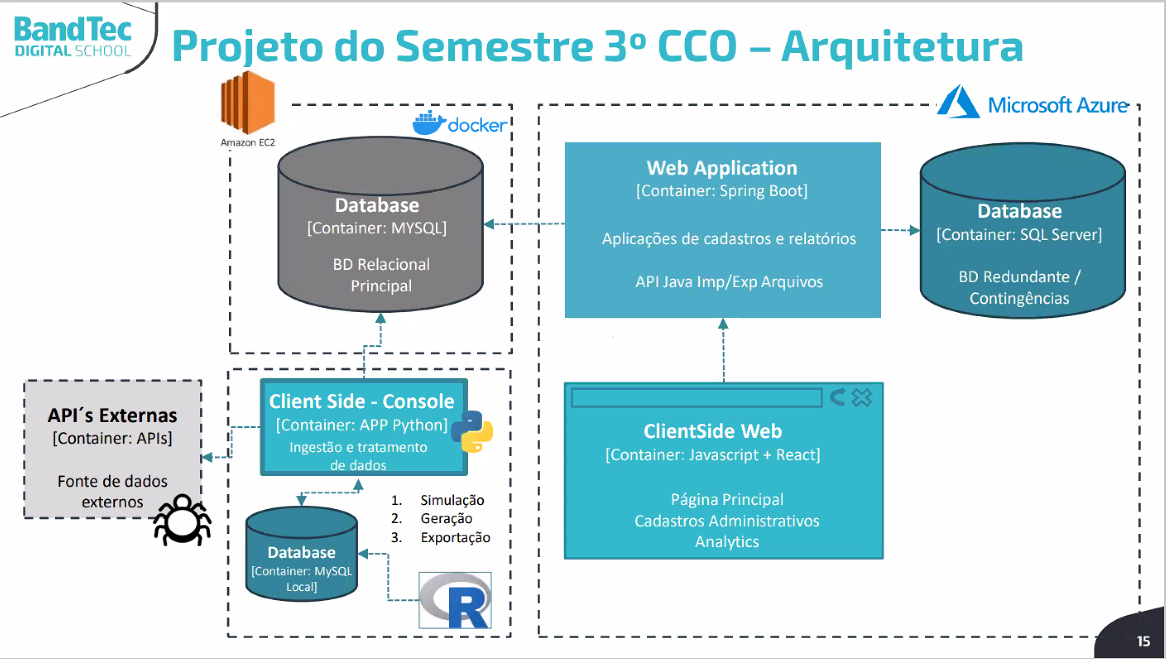 BandTec
DIGITAL SCHOOL
Projeto do Semestre 3º CCO – Arquitetura
Amazon EC2
docker
Microsoft Azure
Database
[Container: MYSQL]
BD Relacional
Principal
Web Application
[Container: Spring Boot]
Aplicações de cadastros e relatórios
API Java Imp/Exp Arquivos
Database
[Container: SQL Server]
BD Redundante /
Contingências
API´s Externas
[Container: APIs]
Fonte de dados
externos
Client Side - Console
[Container: APP Python]
Ingestão e tratamento
de dados
1. Simulação
2. Geração
3. Exportação
Database
[Container: MySQL
Local]
R
ClientSide Web
[Container: Javascript + React]
Página Principal
Cadastros Administrativos
Analytics
15